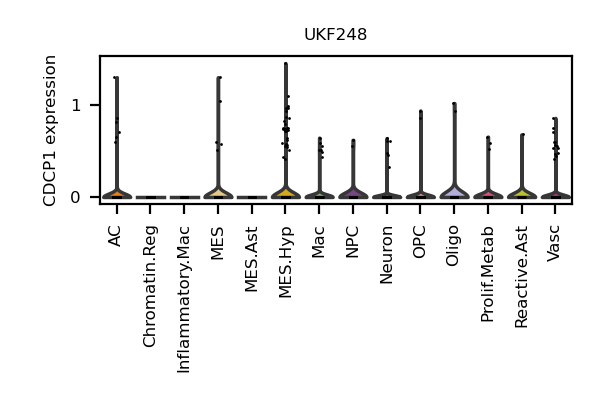 UKF248
CDCP1 expression
1
0
AC
Chromatin.Reg
Inflammatory.Mac
MES
MES.Ast
MES.Hyp
Mac
NPC
Neuron
OPC
Oligo
Prolif.Metab
Reactive.Ast
Vasc